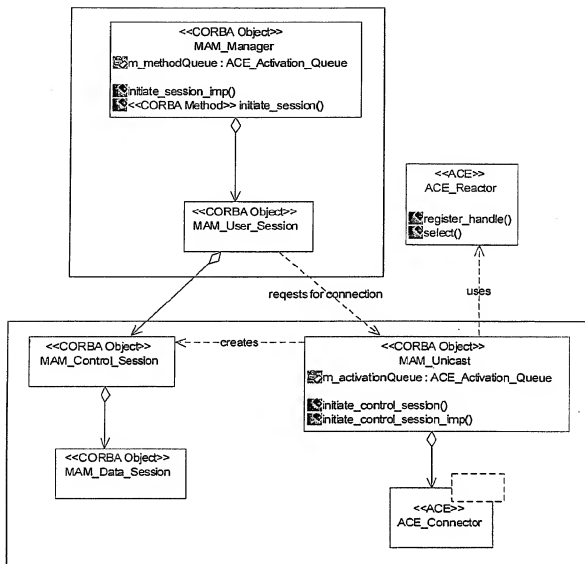 <<CORBA Object>>
MAM_Manager
m_methodQueue : ACE_Activation_Queue
initiate_session_imp()
<<CORBA Method>> initiate_session()
<<CORBA Object>>
MAM_User_Session
<<ACE>>
ACE_Reactor
register_handle()
select()
reqests for connection
uses
<<CORBA Object>>
MAM_Control_Session
creates
<<CORBA Object>>
MAM_Unicast
m_activationQueue : ACE_Activation_Queue
initiate_control_session()
initiate_control_session_imp()
<<CORBA Object>>
MAM_Data_Session
<<ACE>>
ACE_Connector